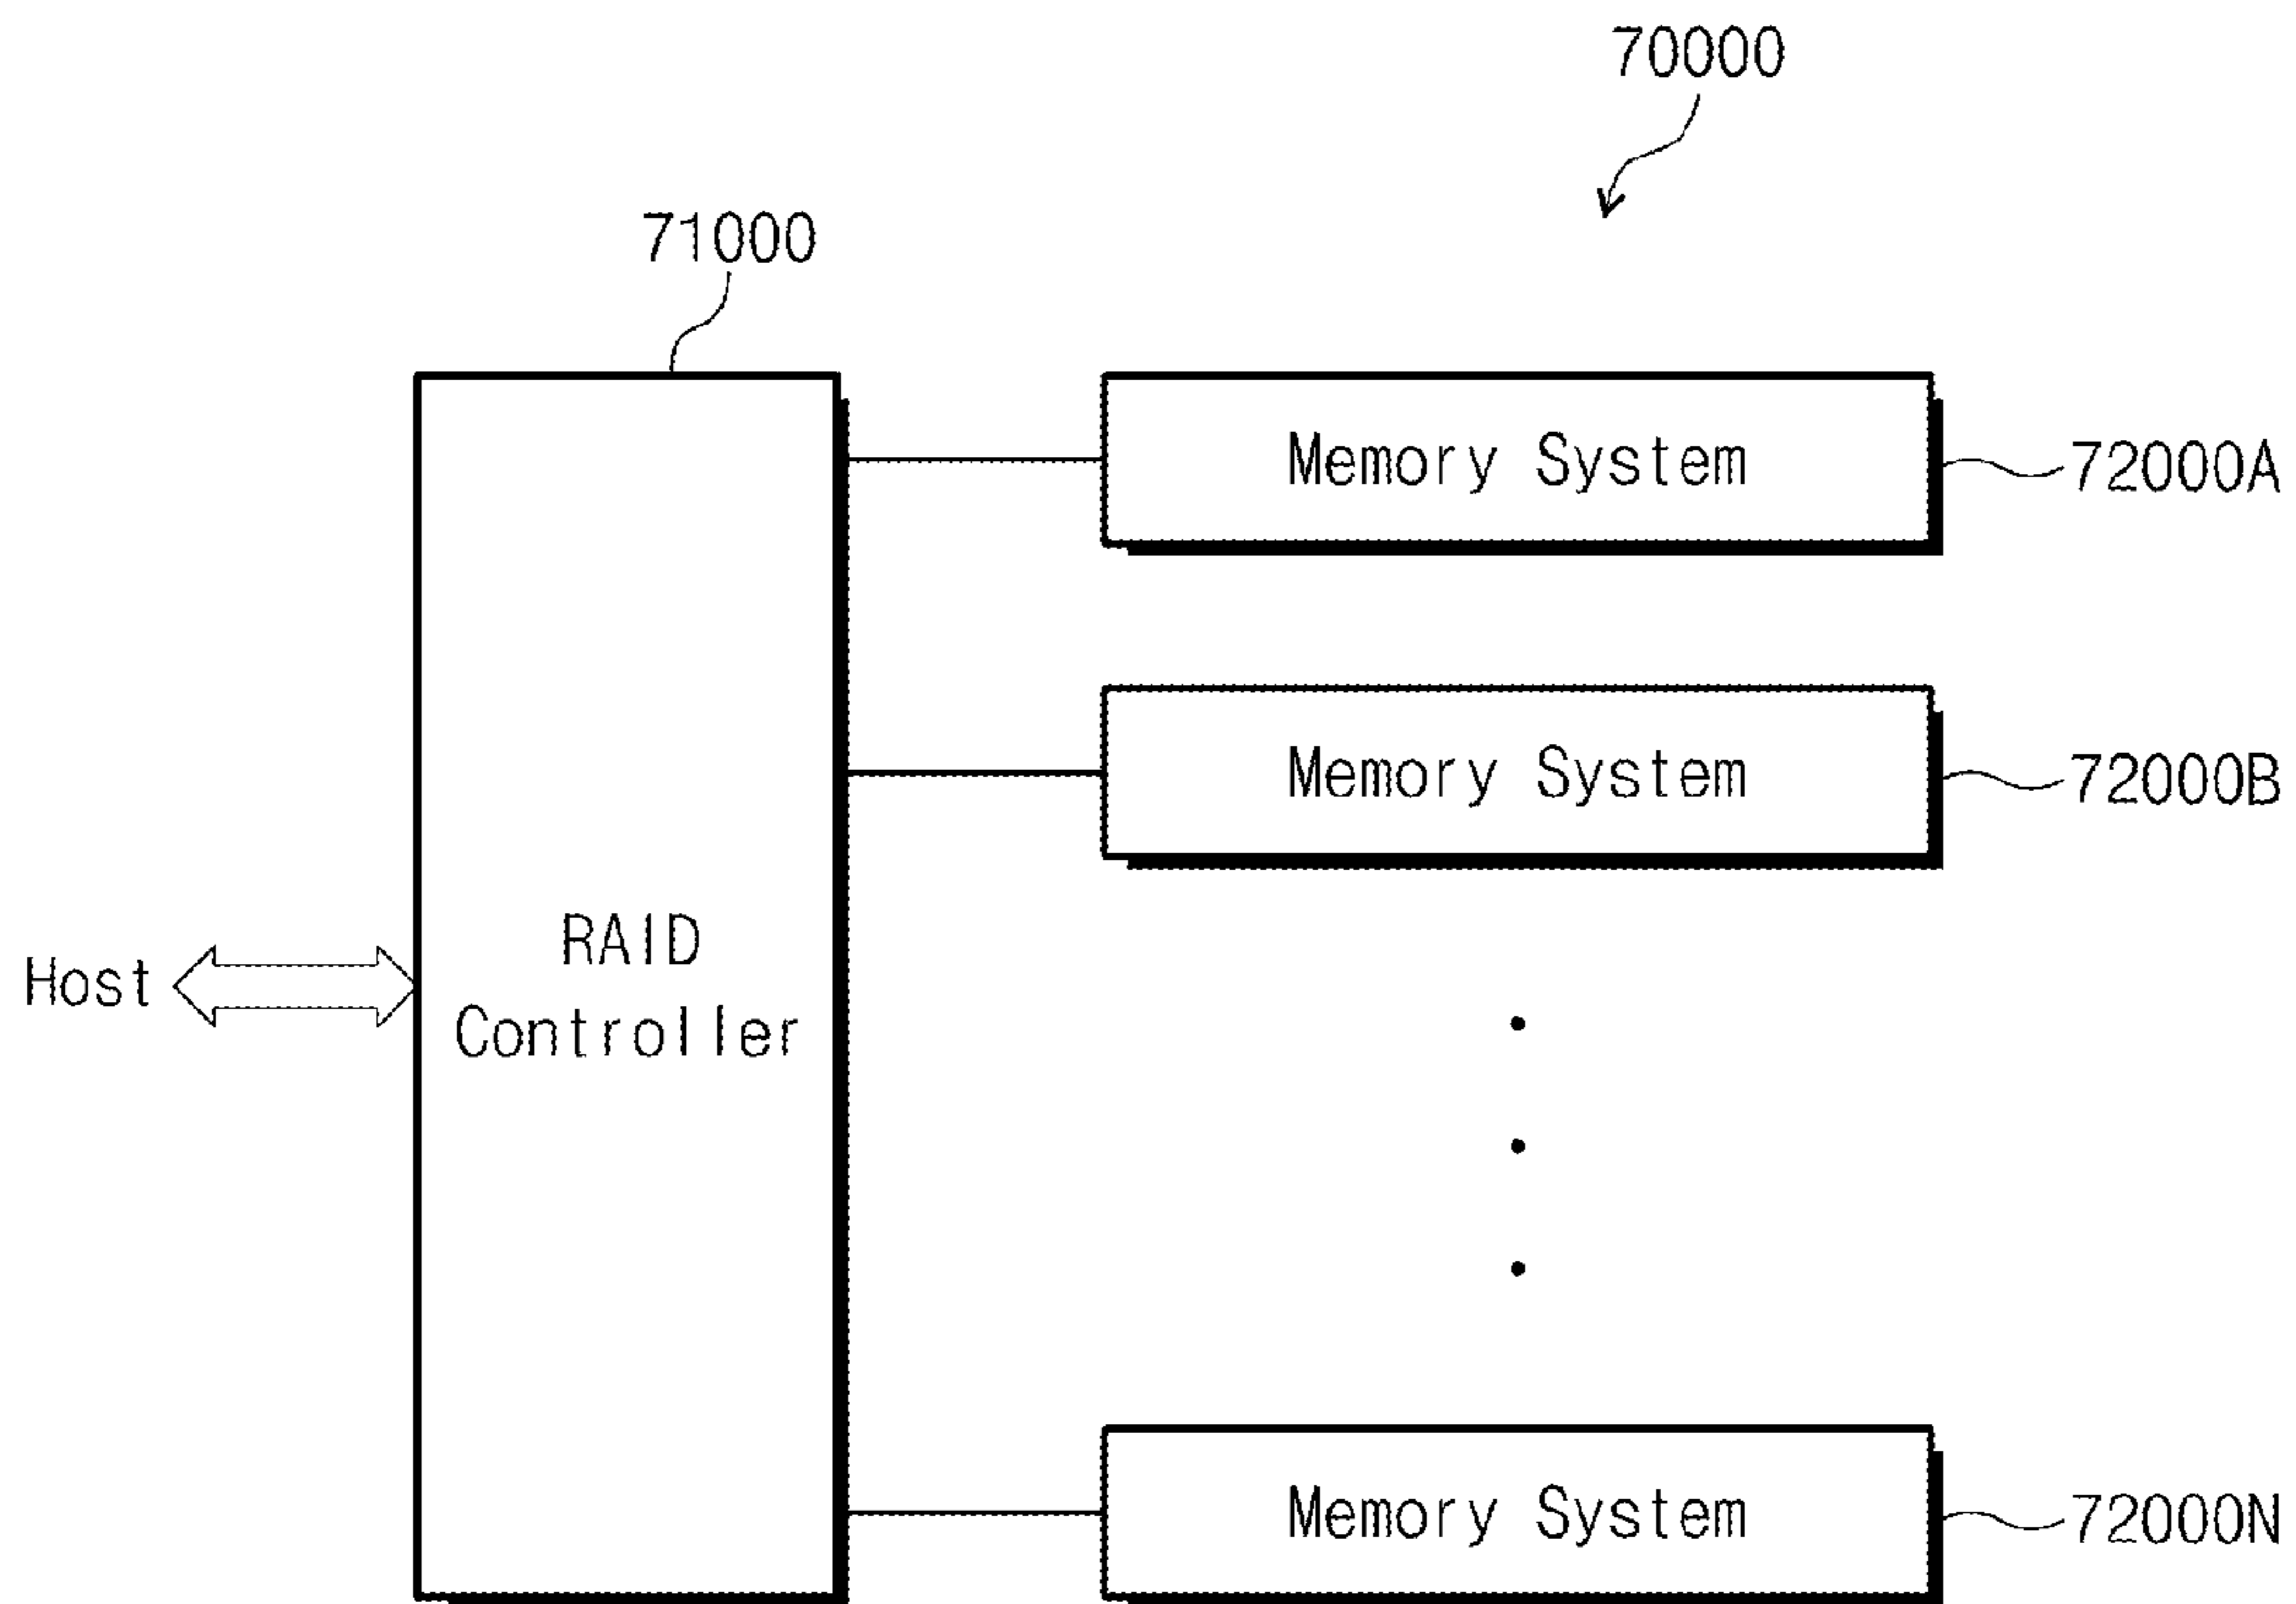 70000
71000
Memory System
72000A
Memory System
72000B
RAID
Controller
Host
Memory System
72000N